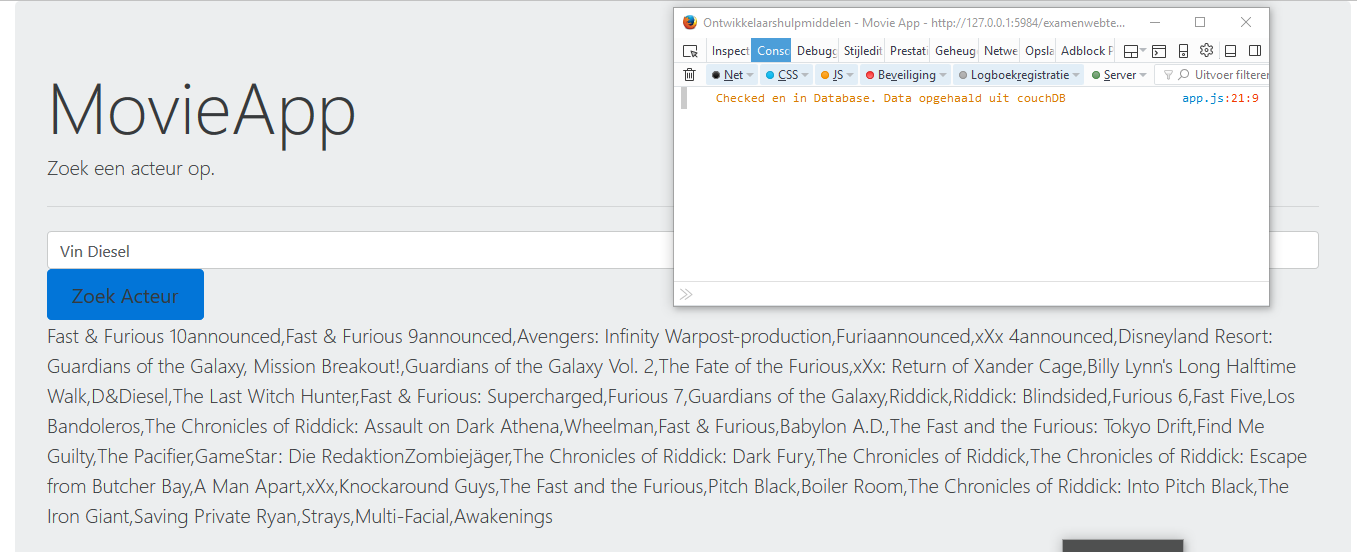 Ontwikkelaarshulpmiddelen - Movie App - http://127.0.0.1:5984/examenwebte...
Inspect Consc Debugg Stijledit Prestati Geheug Netwe Opsla Adblock P
Net CSS JS Beveiliging Logboekregistratie Server Uitvoer filteren
Checked en in Database. Data opgehaald uit couchDB app.js:21:9
MovieApp
Zoek een acteur op.
Vin Diesel
Zoek Acteur
Fast & Furious 10announced,Fast & Furious 9announced,Avengers: Infinity Warpost-production,Furiaannounced,xXx 4announced,Disneyland Resort:
Guardians of the Galaxy, Mission Breakout!,Guardians of the Galaxy Vol. 2,The Fate of the Furious,xXx: Return of Xander Cage,Billy Lynn's Long Halftime
Walk,D&Diesel,The Last Witch Hunter,Fast & Furious: Supercharged,Furious 7,Guardians of the Galaxy,Riddick,Riddick: Blindsided,Furious 6,Fast Five,Los
Bandoleros,The Chronicles of Riddick: Assault on Dark Athena,Wheelman,Fast & Furious,Babylon A.D.,The Fast and the Furious: Tokyo Drift,Find Me
Guilty,The Pacifier,GameStar: Die RedaktionZombiejäger,The Chronicles of Riddick: Dark Fury,The Chronicles of Riddick,The Chronicles of Riddick: Escape
from Butcher Bay,A Man Apart,xXx,Knockaround Guys,The Fast and the Furious,Pitch Black,Boiler Room,The Chronicles of Riddick: Into Pitch Black,The
Iron Giant,Saving Private Ryan,Strays,Multi-Facial,Awakenings